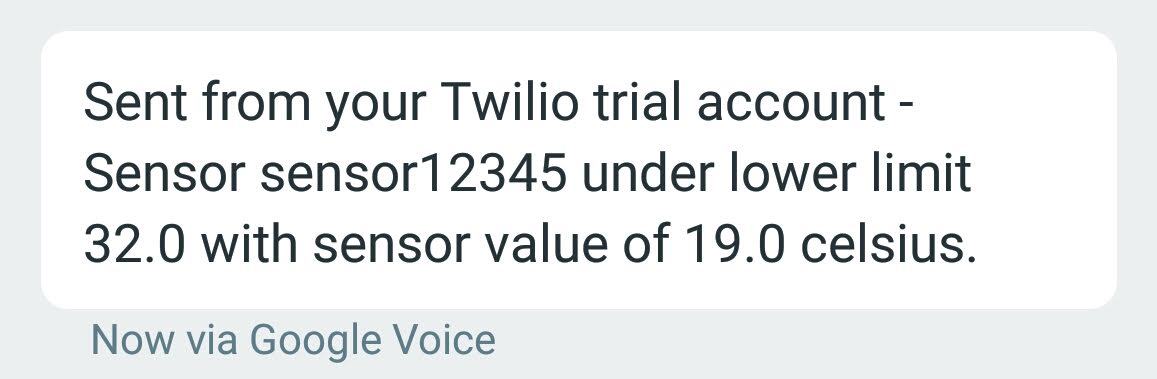 Sent from your Twilio trial account -
Sensor sensor12345 under lower limit
32.0 with sensor value of 19.0 celsius.
Now via Google Voice